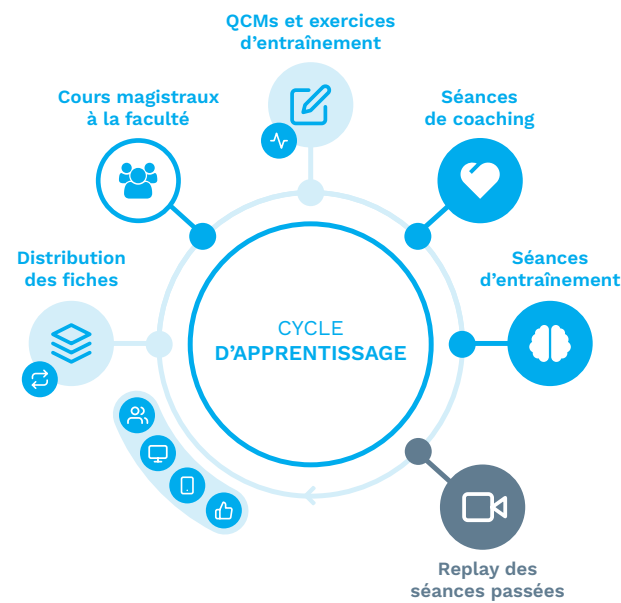 QCMs et exercices
d’entraînement
Cours magistraux
à la faculté
Séances
de coaching
Distribution
des fiches
Séances
d’entraînement
CYCLE
D’APPRENTISSAGE
Replay des
séances passées